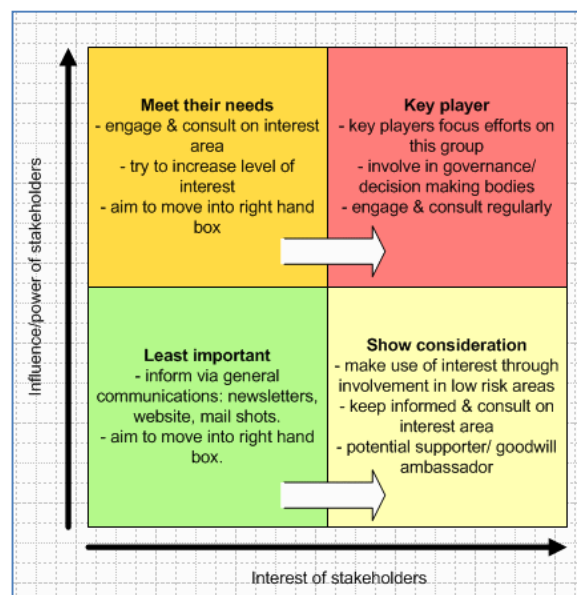 Influence/power of stakeholders
Meet their needs
- engage & consult on interest
area
- try to increase level of
interest
- aim to move into right hand
box
Key player
- key players focus efforts on
this group
- involve in governance/
decision making bodies
- engage & consult regularly
Least important
- inform via general
communications: newsletters,
website, mail shots.
- aim to move into right hand
box.
Show consideration
- make use of interest through
involvement in low risk areas
- keep informed & consult on
interest area
- potential supporter/ goodwill
ambassador
Interest of stakeholders